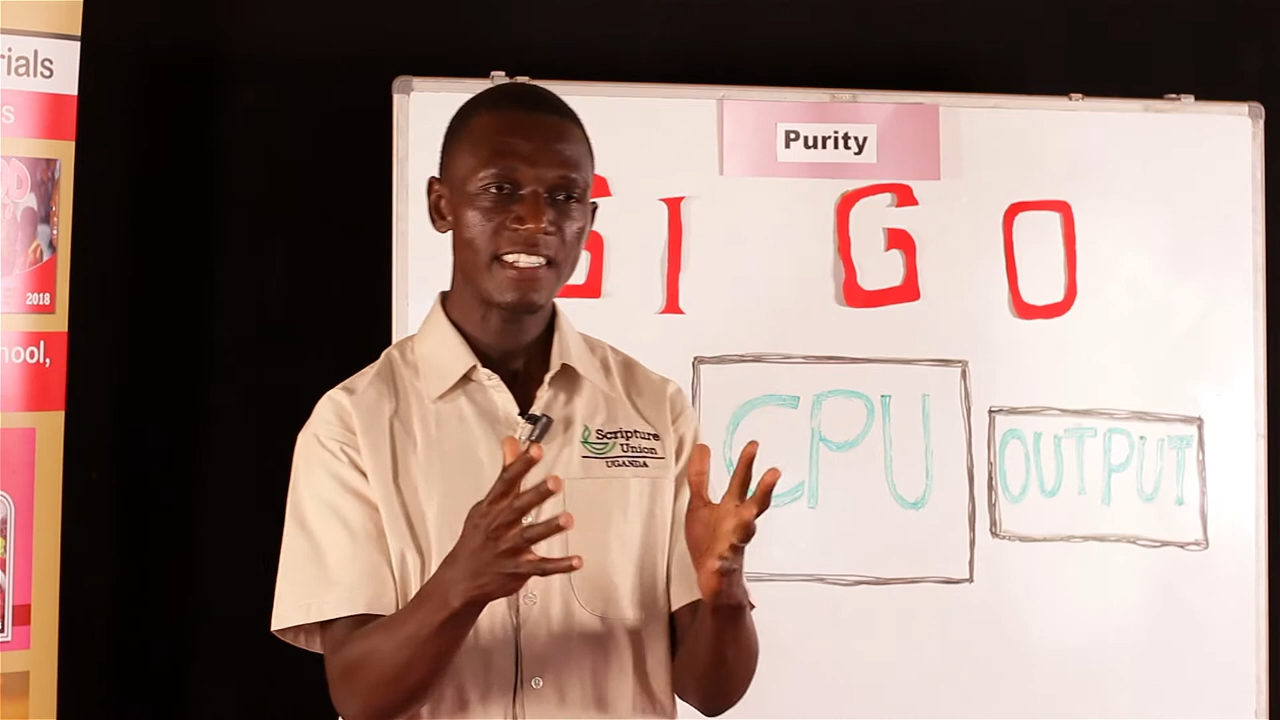 rials
s
2018
hool,
Purity
G I G O
CPU
OUTPUT
Scripture
Union
UGANDA